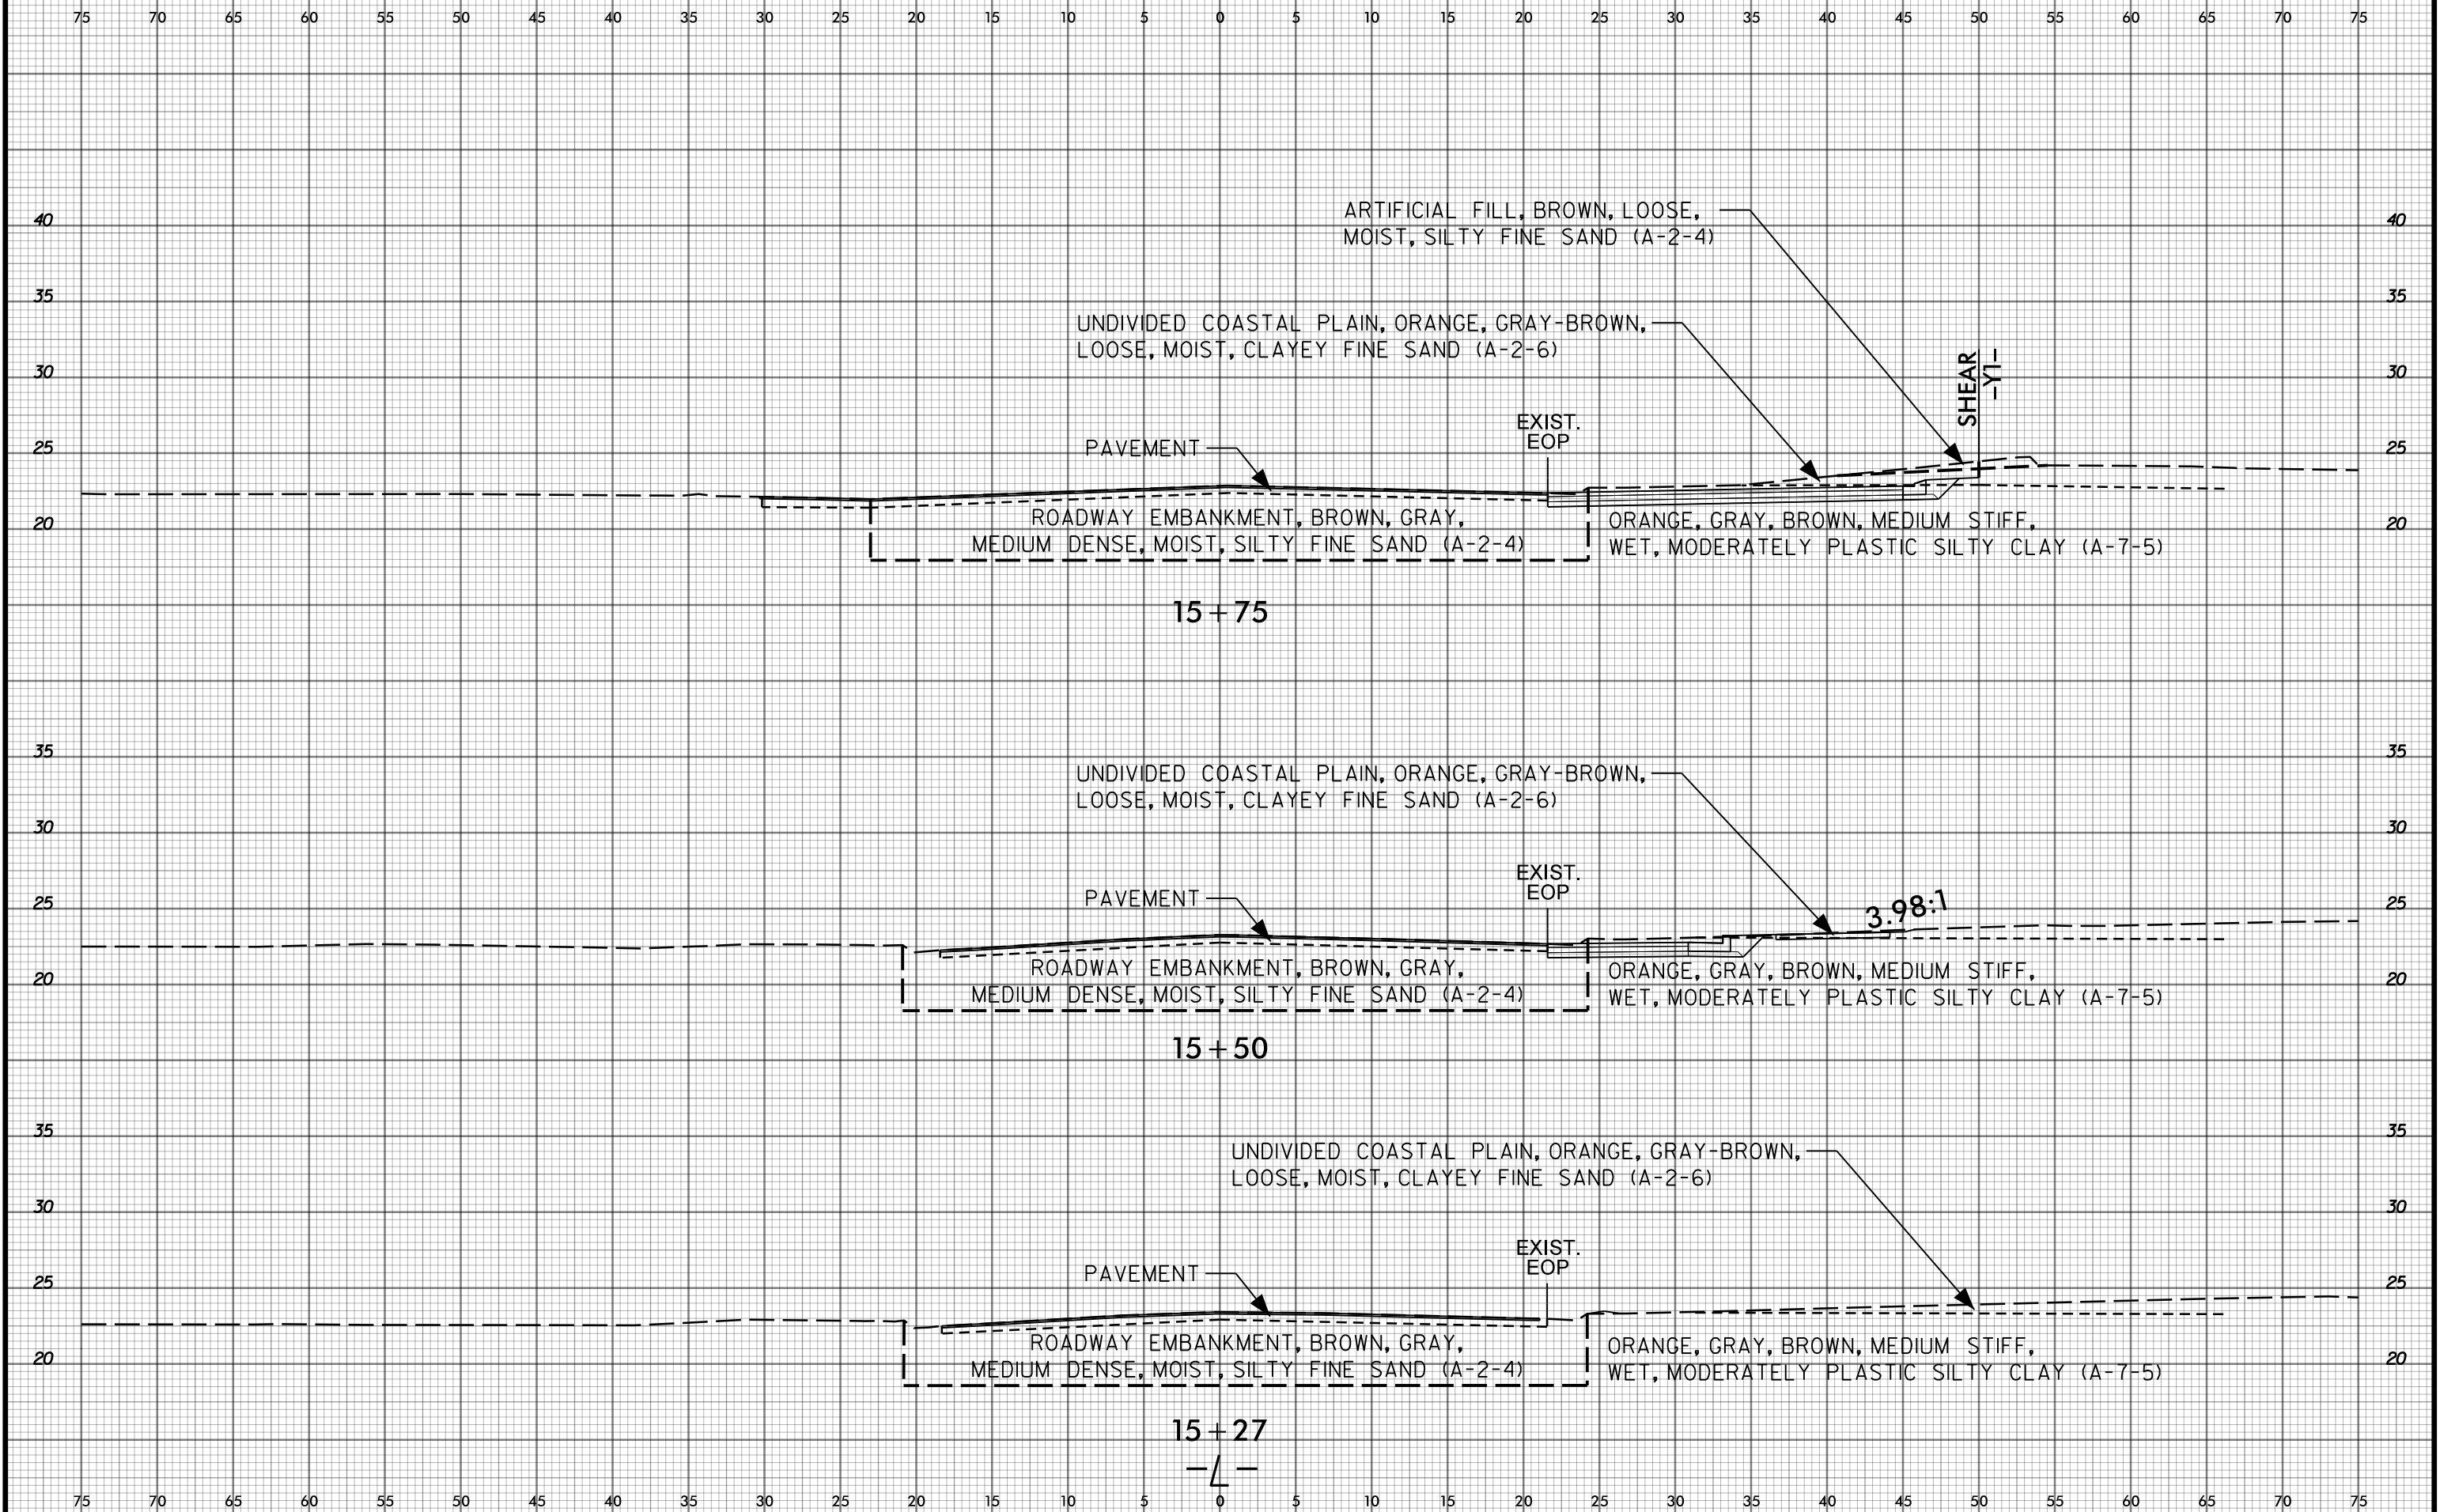 75 70 65 60 55 50 45 40 35 30 25 20 15 10 5 0 5 10 15 20 25 30 35 40 45 50 55 60 65 70 75
40 40
ARTIFICIAL FILL, BROWN, LOOSE,
MOIST, SILTY FINE SAND (A-2-4)
35 35
UNDIVIDED COASTAL PLAIN, ORANGE, GRAY-BROWN,
LOOSE, MOIST, CLAYEY FINE SAND (A-2-6)
30 30
SHEAR
-Y1-
EXIST.
EOP
PAVEMENT
25 25
20 20
ROADWAY EMBANKMENT, BROWN, GRAY,
MEDIUM DENSE, MOIST, SILTY FINE SAND (A-2-4)
ORANGE, GRAY, BROWN, MEDIUM STIFF,
WET, MODERATELY PLASTIC SILTY CLAY (A-7-5)
15+75
35 35
UNDIVIDED COASTAL PLAIN, ORANGE, GRAY-BROWN,
LOOSE, MOIST, CLAYEY FINE SAND (A-2-6)
30 30
EXIST.
EOP
PAVEMENT
3.98:1
25 25
ROADWAY EMBANKMENT, BROWN, GRAY,
MEDIUM DENSE, MOIST, SILTY FINE SAND (A-2-4)
ORANGE, GRAY, BROWN, MEDIUM STIFF,
WET, MODERATELY PLASTIC SILTY CLAY (A-7-5)
20 20
15+50
35 35
UNDIVIDED COASTAL PLAIN, ORANGE, GRAY-BROWN,
LOOSE, MOIST, CLAYEY FINE SAND (A-2-6)
30 30
EXIST.
EOP
PAVEMENT
25 25
ROADWAY EMBANKMENT, BROWN, GRAY,
MEDIUM DENSE, MOIST, SILTY FINE SAND (A-2-4)
ORANGE, GRAY, BROWN, MEDIUM STIFF,
WET, MODERATELY PLASTIC SILTY CLAY (A-7-5)
20 20
15+27
-L-
75 70 65 60 55 50 45 40 35 30 25 20 15 10 5 0 5 10 15 20 25 30 35 40 45 50 55 60 65 70 75